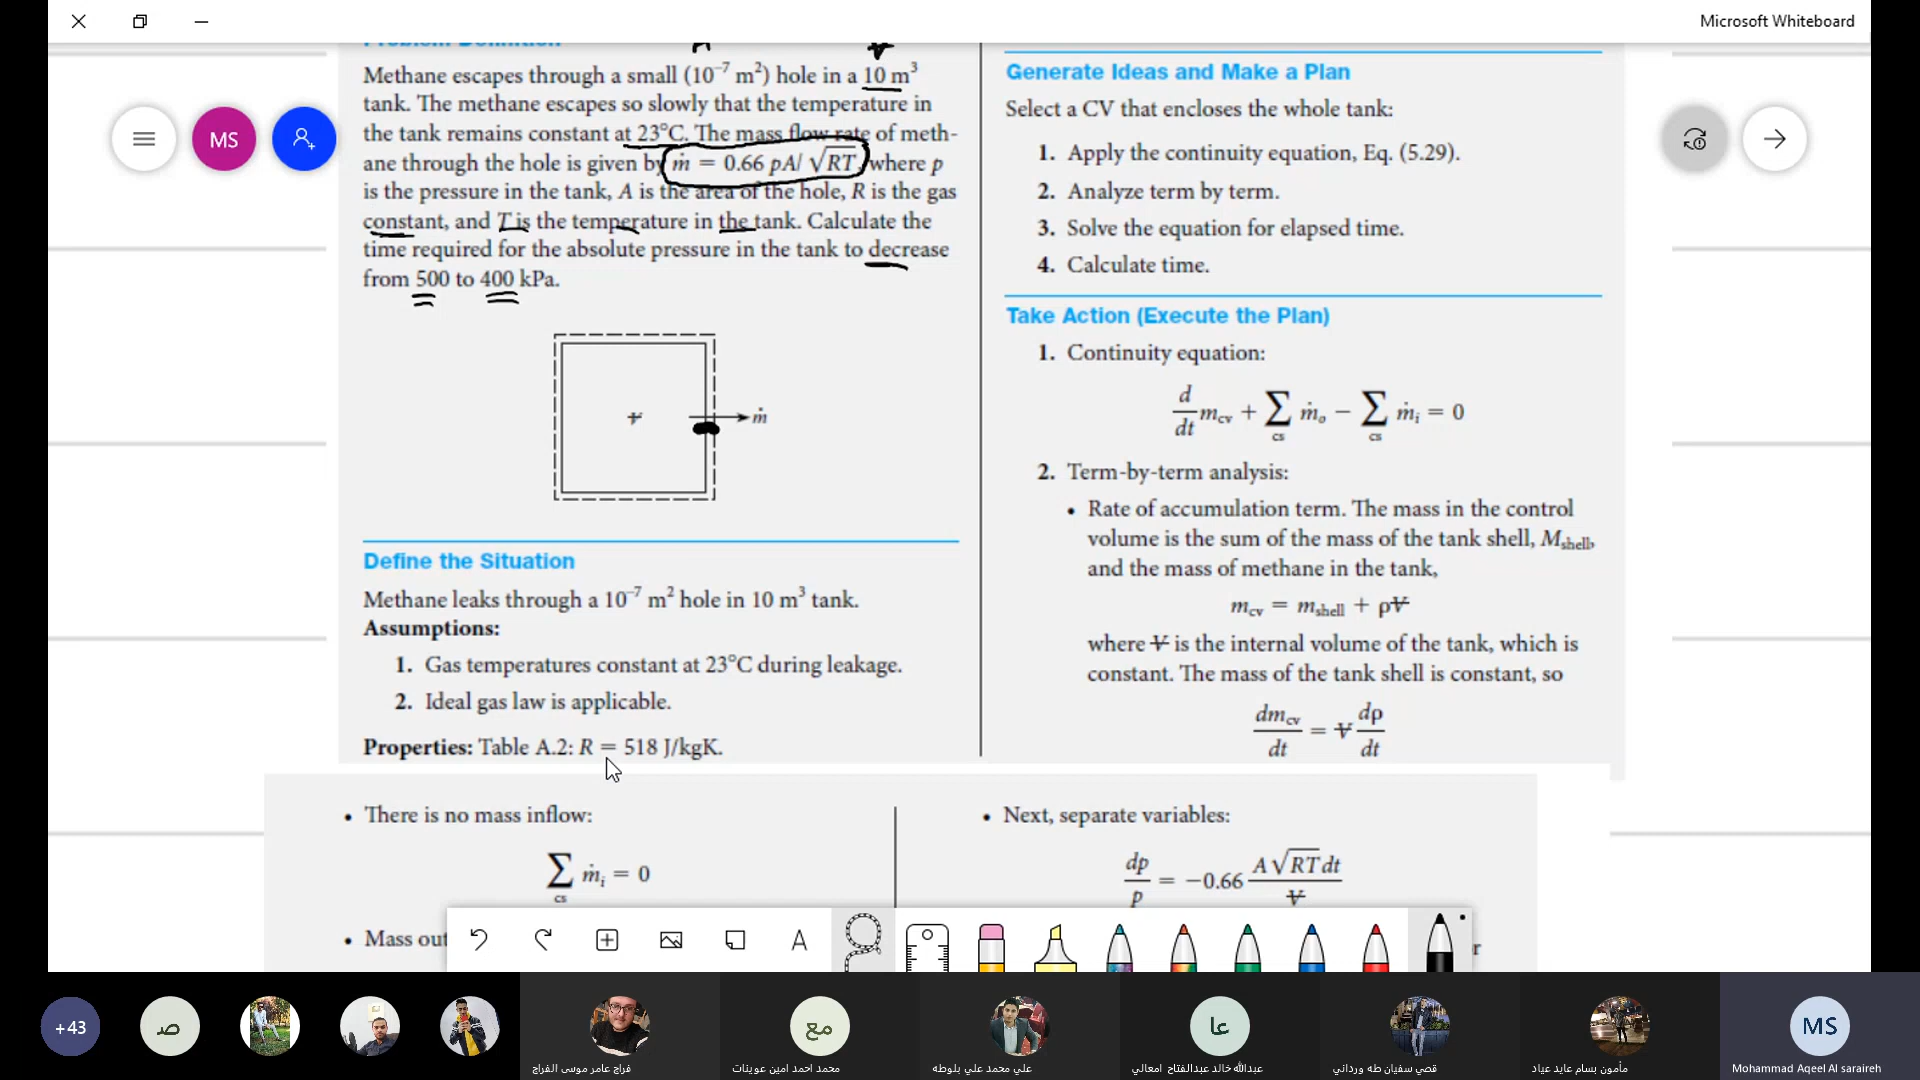 Microsoft Whiteboard
Methane escapes through a small (10⁻⁷ m²) hole in a 10 m³
tank. The methane escapes so slowly that the temperature in
the tank remains constant at 23°C. The mass flow rate of meth-
ane through the hole is given by ṁ = 0.66 pA/ √RT, where p
is the pressure in the tank, A is the area of the hole, R is the gas
constant, and T is the temperature in the tank. Calculate the
time required for the absolute pressure in the tank to decrease
from 500 to 400 kPa.
V
ṁ
Define the Situation
Methane leaks through a 10⁻⁷ m² hole in 10 m³ tank.
Assumptions:
1. Gas temperatures constant at 23°C during leakage.
2. Ideal gas law is applicable.
Properties: Table A.2: R = 518 J/kgK.
Generate Ideas and Make a Plan
Select a CV that encloses the whole tank:
1. Apply the continuity equation, Eq. (5.29).
2. Analyze term by term.
3. Solve the equation for elapsed time.
4. Calculate time.
Take Action (Execute the Plan)
1. Continuity equation:
d/dt m_cv + ∑_cs ṁ_o − ∑_cs ṁ_i = 0
2. Term-by-term analysis:
• Rate of accumulation term. The mass in the control
volume is the sum of the mass of the tank shell, M_shell,
and the mass of methane in the tank,
m_cv = m_shell + ρV
where V is the internal volume of the tank, which is
constant. The mass of the tank shell is constant, so
dm_cv/dt = V dρ/dt
• There is no mass inflow:
∑_cs ṁ_i = 0
• Mass out
• Next, separate variables:
dp/p = −0.66 A√RT dt/V
MS
+43
صـ
مع
عا
MS
فراج عامر موسى الفراج
محمد احمد امين عوينات
علي محمد علي بلوطه
عبدالله خالد عبدالفتاح امعالي
قصي سفيان طه ورداني
مأمون بسام عايد عياد
Mohammad Aqeel Al saraireh